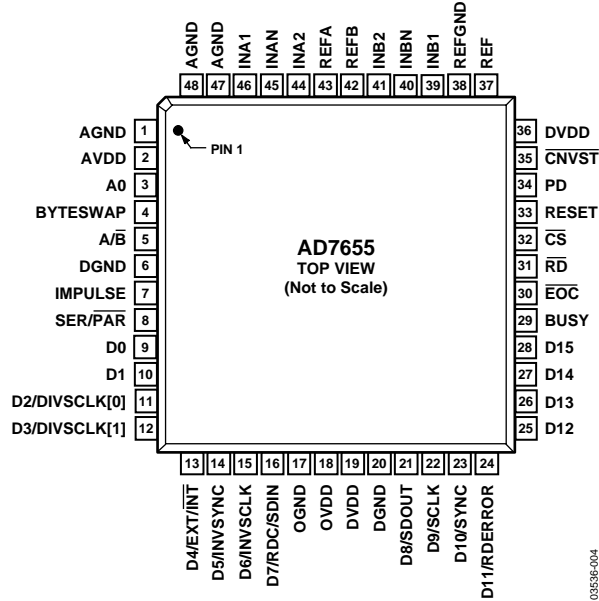 AGND
AGND
INA1
INAN
INA2
REFA
REFB
INB2
INBN
INB1
REFGND
REF
48 47 46 45 44 43 42 41 40 39 38 37
AGND 1
AVDD 2
A0 3
BYTESWAP 4
A/B̅ 5
DGND 6
IMPULSE 7
SER/P̅A̅R̅ 8
D0 9
D1 10
D2/DIVSCLK[0] 11
D3/DIVSCLK[1] 12
PIN 1
AD7655
TOP VIEW
(Not to Scale)
36 DVDD
35 C̅N̅V̅S̅T̅
34 PD
33 RESET
32 C̅S̅
31 R̅D̅
30 E̅O̅C̅
29 BUSY
28 D15
27 D14
26 D13
25 D12
13 14 15 16 17 18 19 20 21 22 23 24
D4/EXT/I̅N̅T̅
D5/INVSYNC
D6/INVSCLK
D7/RDC/SDIN
OGND
OVDD
DVDD
DGND
D8/SDOUT
D9/SCLK
D10/SYNC
D11/RDERROR
03536-004